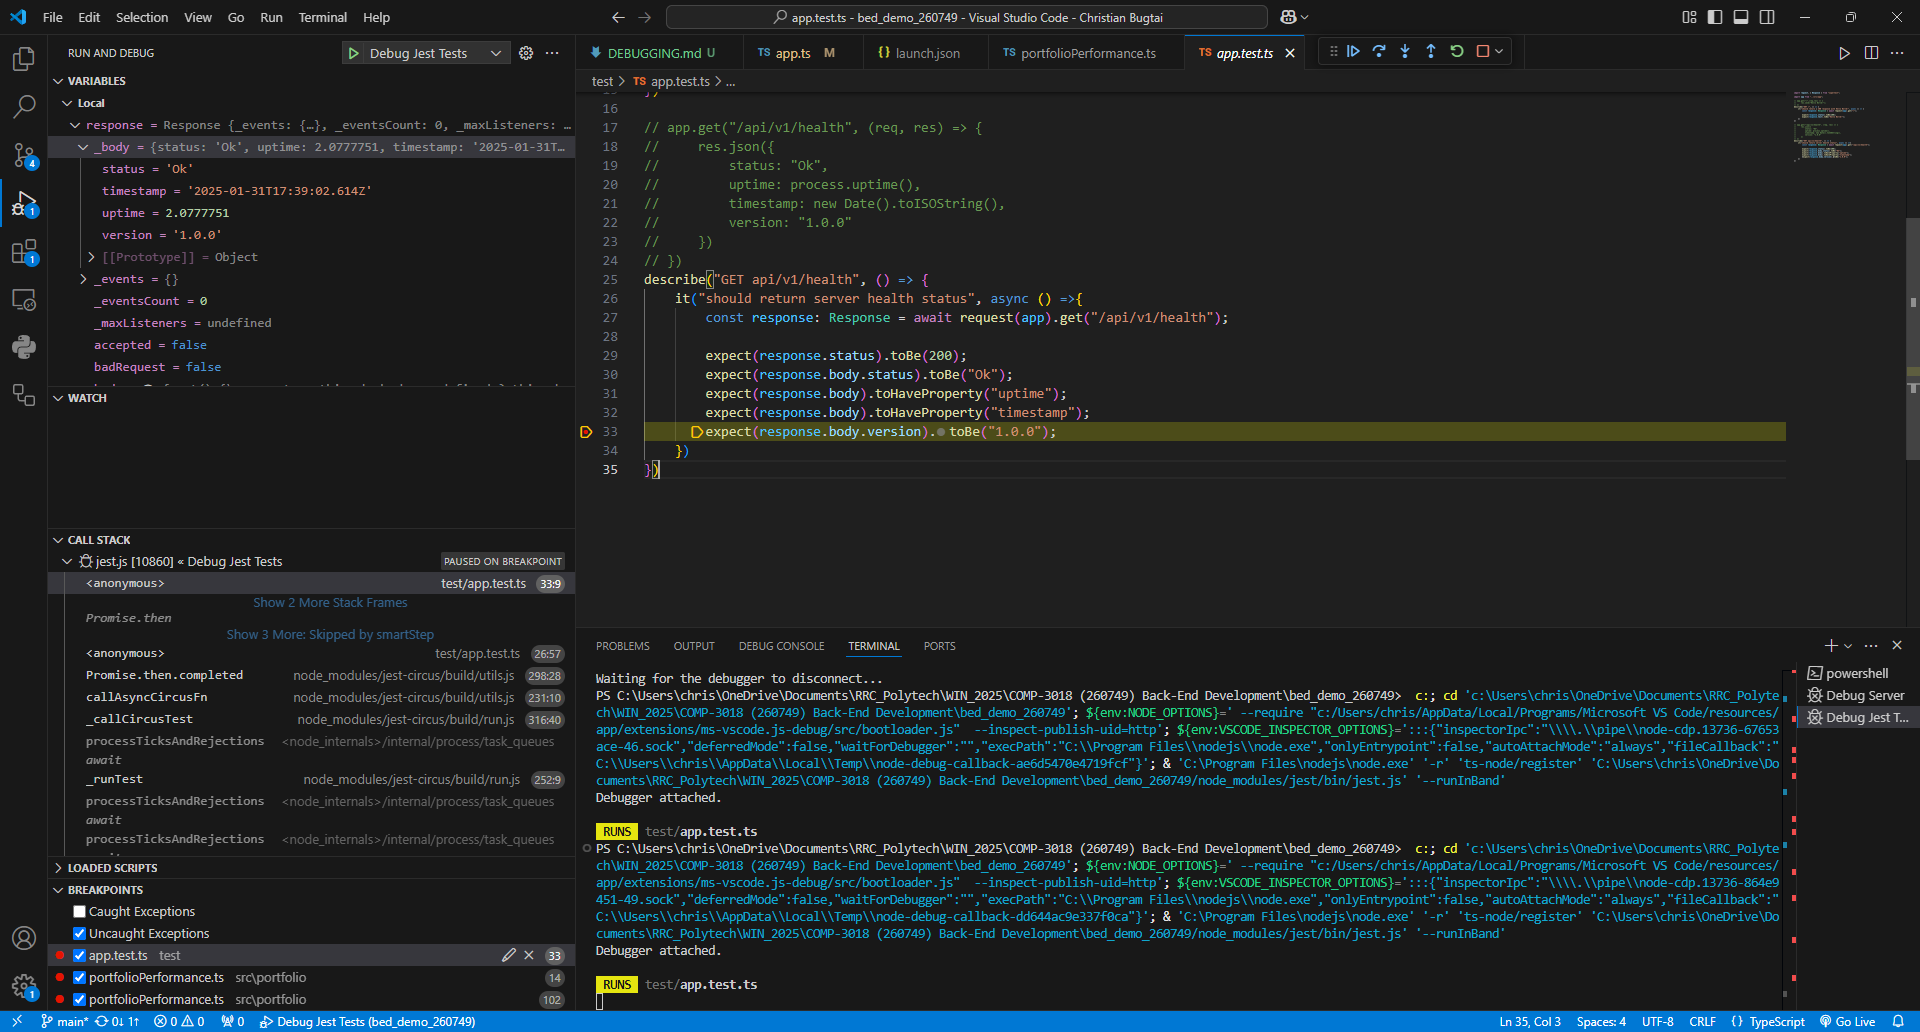 File Edit Selection View Go Run Terminal Help
app.test.ts - bed_demo_260749 - Visual Studio Code - Christian Bugtai
RUN AND DEBUG
Debug Jest Tests
VARIABLES
Local
response = Response {_events: {…}, _eventsCount: 0, _maxListeners: …
_body = {status: 'Ok', uptime: 2.0777751, timestamp: '2025-01-31T…
status = 'Ok'
timestamp = '2025-01-31T17:39:02.614Z'
uptime = 2.0777751
version = '1.0.0'
[[Prototype]] = Object
_events = {}
_eventsCount = 0
_maxListeners = undefined
accepted = false
badRequest = false
WATCH
CALL STACK
jest.js [10860] « Debug Jest Tests PAUSED ON BREAKPOINT
<anonymous> test/app.test.ts 33:9
Show 2 More Stack Frames
Promise.then
Show 3 More: Skipped by smartStep
<anonymous> test/app.test.ts 26:57
Promise.then.completed node_modules/jest-circus/build/utils.js 298:28
callAsyncCircusFn node_modules/jest-circus/build/utils.js 231:10
_callCircusTest node_modules/jest-circus/build/run.js 316:40
processTicksAndRejections <node_internals>/internal/process/task_queues
await
_runTest node_modules/jest-circus/build/run.js 252:9
processTicksAndRejections <node_internals>/internal/process/task_queues
await
processTicksAndRejections <node_internals>/internal/process/task_queues
LOADED SCRIPTS
BREAKPOINTS
Caught Exceptions
Uncaught Exceptions
app.test.ts test 33
portfolioPerformance.ts src\portfolio 14
portfolioPerformance.ts src\portfolio 102
4
1
1
1
DEBUGGING.md U
TS app.ts M
{} launch.json
TS portfolioPerformance.ts
TS app.test.ts
test > TS app.test.ts > ...
16
17 // app.get("/api/v1/health", (req, res) => {
18 //     res.json({
19 //         status: "Ok",
20 //         uptime: process.uptime(),
21 //         timestamp: new Date().toISOString(),
22 //         version: "1.0.0"
23 //     })
24 // })
25 describe("GET api/v1/health", () => {
26     it("should return server health status", async () =>{
27         const response: Response = await request(app).get("/api/v1/health");
28
29         expect(response.status).toBe(200);
30         expect(response.body.status).toBe("Ok");
31         expect(response.body).toHaveProperty("uptime");
32         expect(response.body).toHaveProperty("timestamp");
33         expect(response.body.version).toBe("1.0.0");
34     })
35 })
PROBLEMS OUTPUT DEBUG CONSOLE TERMINAL PORTS
Waiting for the debugger to disconnect...
PS C:\Users\chris\OneDrive\Documents\RRC_Polytech\WIN_2025\COMP-3018 (260749) Back-End Development\bed_demo_260749>  c:; cd 'c:\Users\chris\OneDrive\Documents\RRC_Polyte
ch\WIN_2025\COMP-3018 (260749) Back-End Development\bed_demo_260749'; ${env:NODE_OPTIONS}=' --require "c:/Users/chris/AppData/Local/Programs/Microsoft VS Code/resources/
app/extensions/ms-vscode.js-debug/src/bootloader.js"  --inspect-publish-uid=http'; ${env:VSCODE_INSPECTOR_OPTIONS}=':::{"inspectorIpc":"\\\\.\\pipe\\node-cdp.13736-67653
ace-46.sock","deferredMode":false,"waitForDebugger":"","execPath":"C:\\Program Files\\nodejs\\node.exe","onlyEntrypoint":false,"autoAttachMode":"always","fileCallback":"
C:\\Users\\chris\\AppData\\Local\\Temp\\node-debug-callback-ae6d5470e4719fcf"}'; & 'C:\Program Files\nodejs\node.exe' '-r' 'ts-node/register' 'C:\Users\chris\OneDrive\Do
cuments\RRC_Polytech\WIN_2025\COMP-3018 (260749) Back-End Development\bed_demo_260749/node_modules/jest/bin/jest.js' '--runInBand'
Debugger attached.
RUNS test/app.test.ts
PS C:\Users\chris\OneDrive\Documents\RRC_Polytech\WIN_2025\COMP-3018 (260749) Back-End Development\bed_demo_260749>  c:; cd 'c:\Users\chris\OneDrive\Documents\RRC_Polyte
ch\WIN_2025\COMP-3018 (260749) Back-End Development\bed_demo_260749'; ${env:NODE_OPTIONS}=' --require "c:/Users/chris/AppData/Local/Programs/Microsoft VS Code/resources/
app/extensions/ms-vscode.js-debug/src/bootloader.js"  --inspect-publish-uid=http'; ${env:VSCODE_INSPECTOR_OPTIONS}=':::{"inspectorIpc":"\\\\.\\pipe\\node-cdp.13736-864e9
451-49.sock","deferredMode":false,"waitForDebugger":"","execPath":"C:\\Program Files\\nodejs\\node.exe","onlyEntrypoint":false,"autoAttachMode":"always","fileCallback":"
C:\\Users\\chris\\AppData\\Local\\Temp\\node-debug-callback-dd644ac9e337f0ca"}'; & 'C:\Program Files\nodejs\node.exe' '-r' 'ts-node/register' 'C:\Users\chris\OneDrive\Do
cuments\RRC_Polytech\WIN_2025\COMP-3018 (260749) Back-End Development\bed_demo_260749/node_modules/jest/bin/jest.js' '--runInBand'
Debugger attached.
RUNS test/app.test.ts
powershell
Debug Server
Debug Jest T...
main* 0↓ 1↑ 0 0 0 Debug Jest Tests (bed_demo_260749)
Ln 35, Col 3 Spaces: 4 UTF-8 CRLF {} TypeScript Go Live